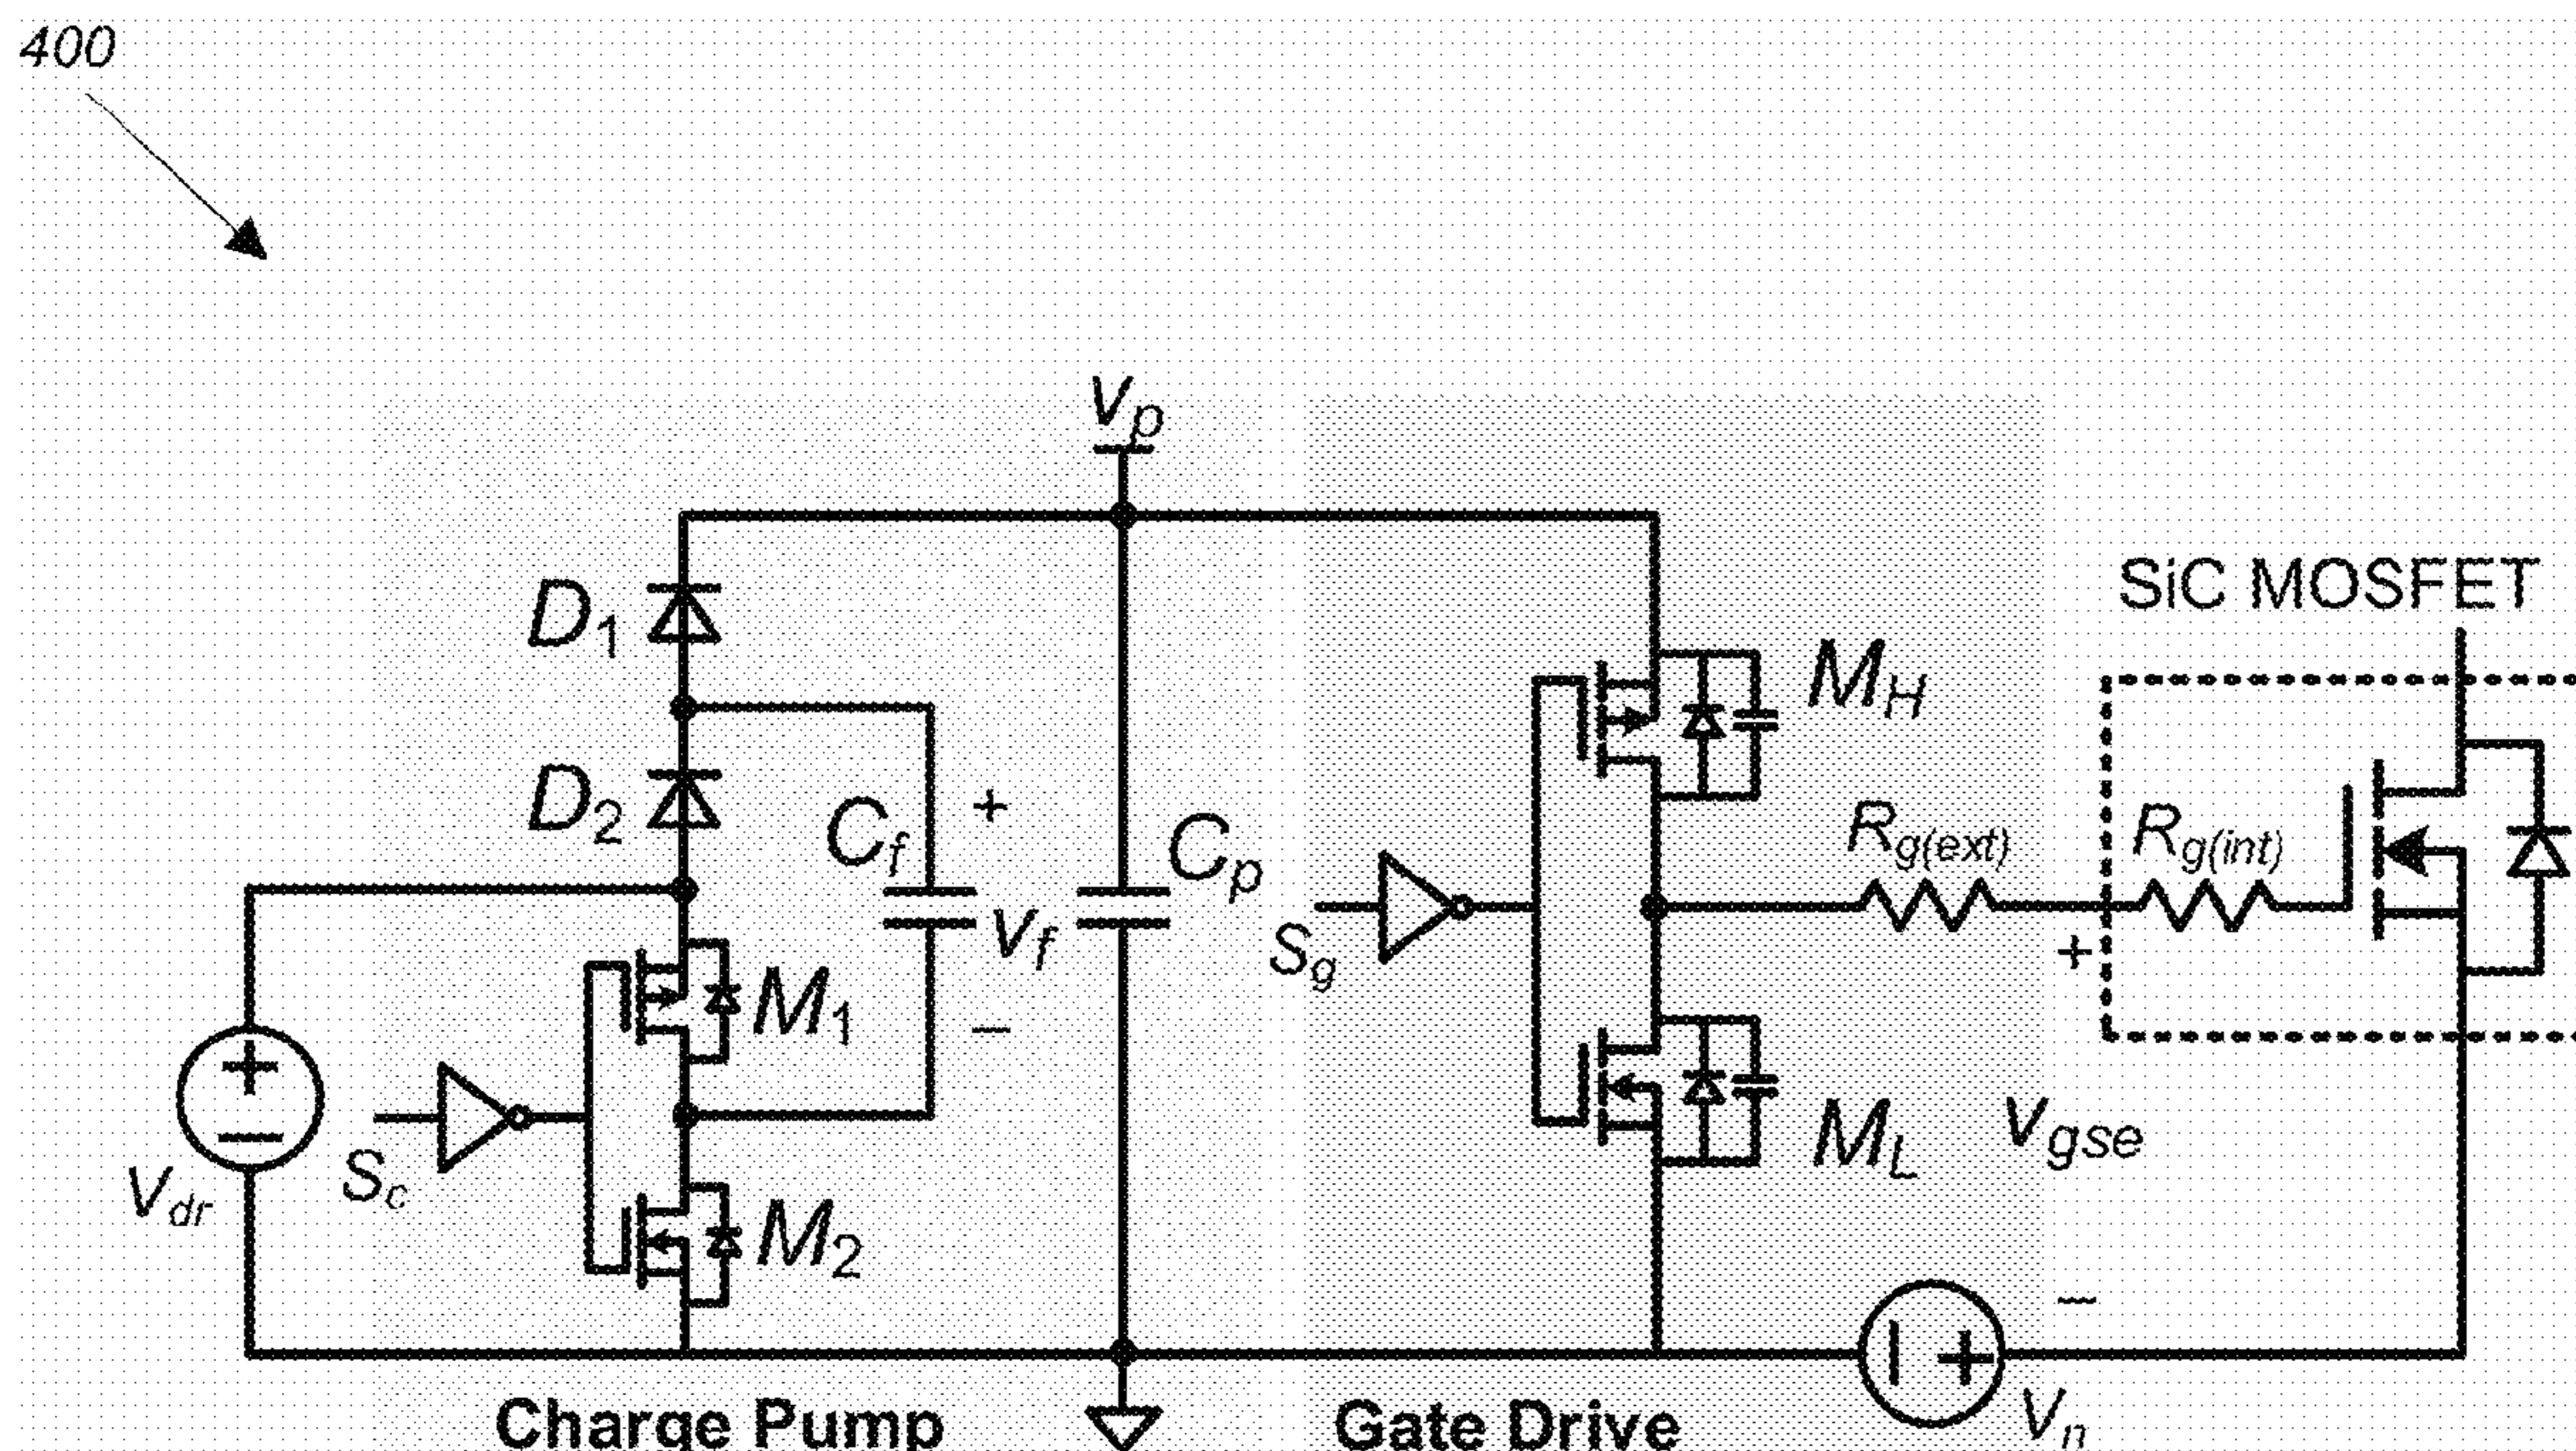 400
vp
D1
SiC MOSFET
MH
D2
Cf
+
Cp
Rg(ext)
Rg(int)
vf
Sg
+
M1
−
+
−
Sc
Vdr
ML
vgse
M2
−
Charge Pump
Gate Drive
Vn